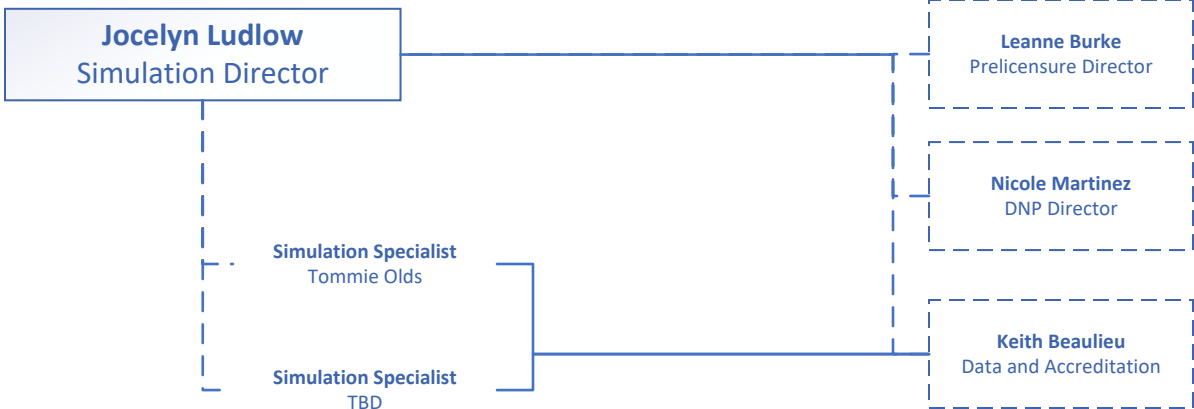 Jocelyn Ludlow
Simulation Director
Leanne Burke
Prelicensure Director
Nicole Martinez
DNP Director
Simulation Specialist
Tommie Olds
Keith Beaulieu
Data and Accreditation
Simulation Specialist
TBD